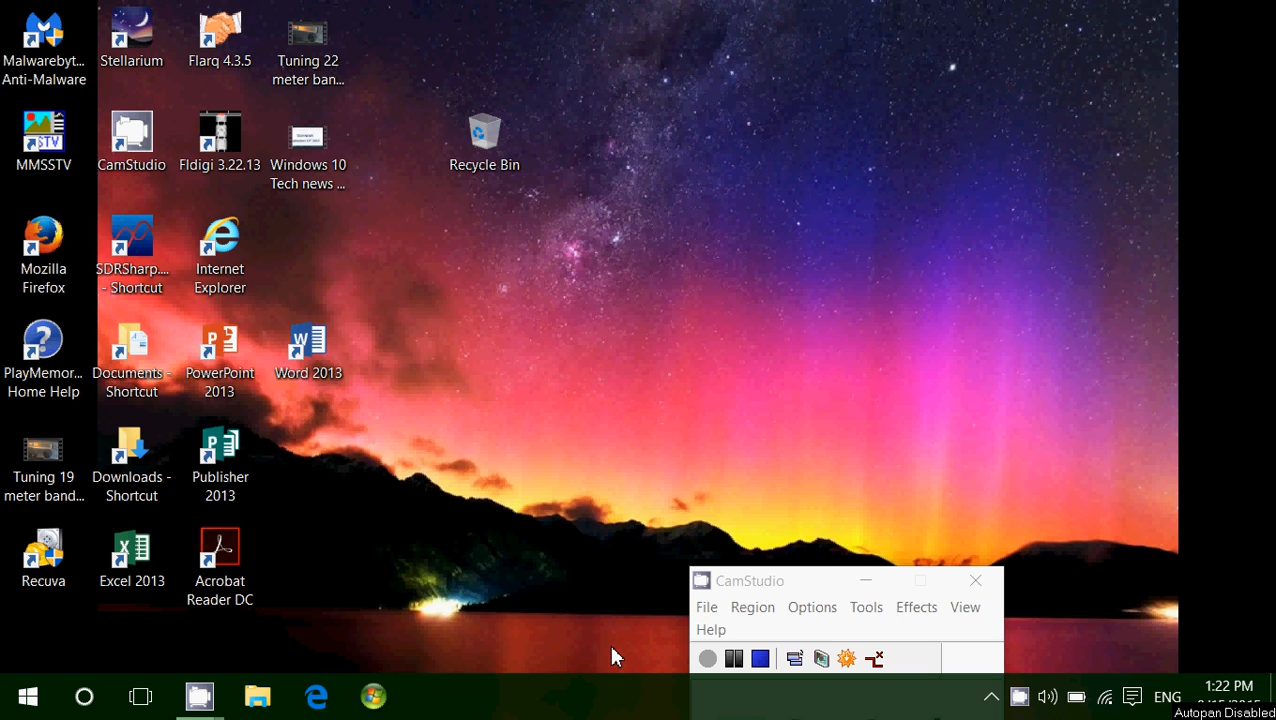 Malwarebyt...
Anti-Malware
Stellarium
Flarq 4.3.5
Tuning 22
meter ban...
MMSSTV
CamStudio
Fldigi 3.22.13
Windows 10
Tech news ...
Recycle Bin
Mozilla
Firefox
SDRSharp....
- Shortcut
Internet
Explorer
PlayMemor...
Home Help
Documents -
Shortcut
PowerPoint
2013
Word 2013
Tuning 19
meter band...
Downloads -
Shortcut
Publisher
2013
Recuva
Excel 2013
Acrobat
Reader DC
CamStudio
File Region Options Tools Effects View
Help
ENG
1:22 PM
Autopan Disabled